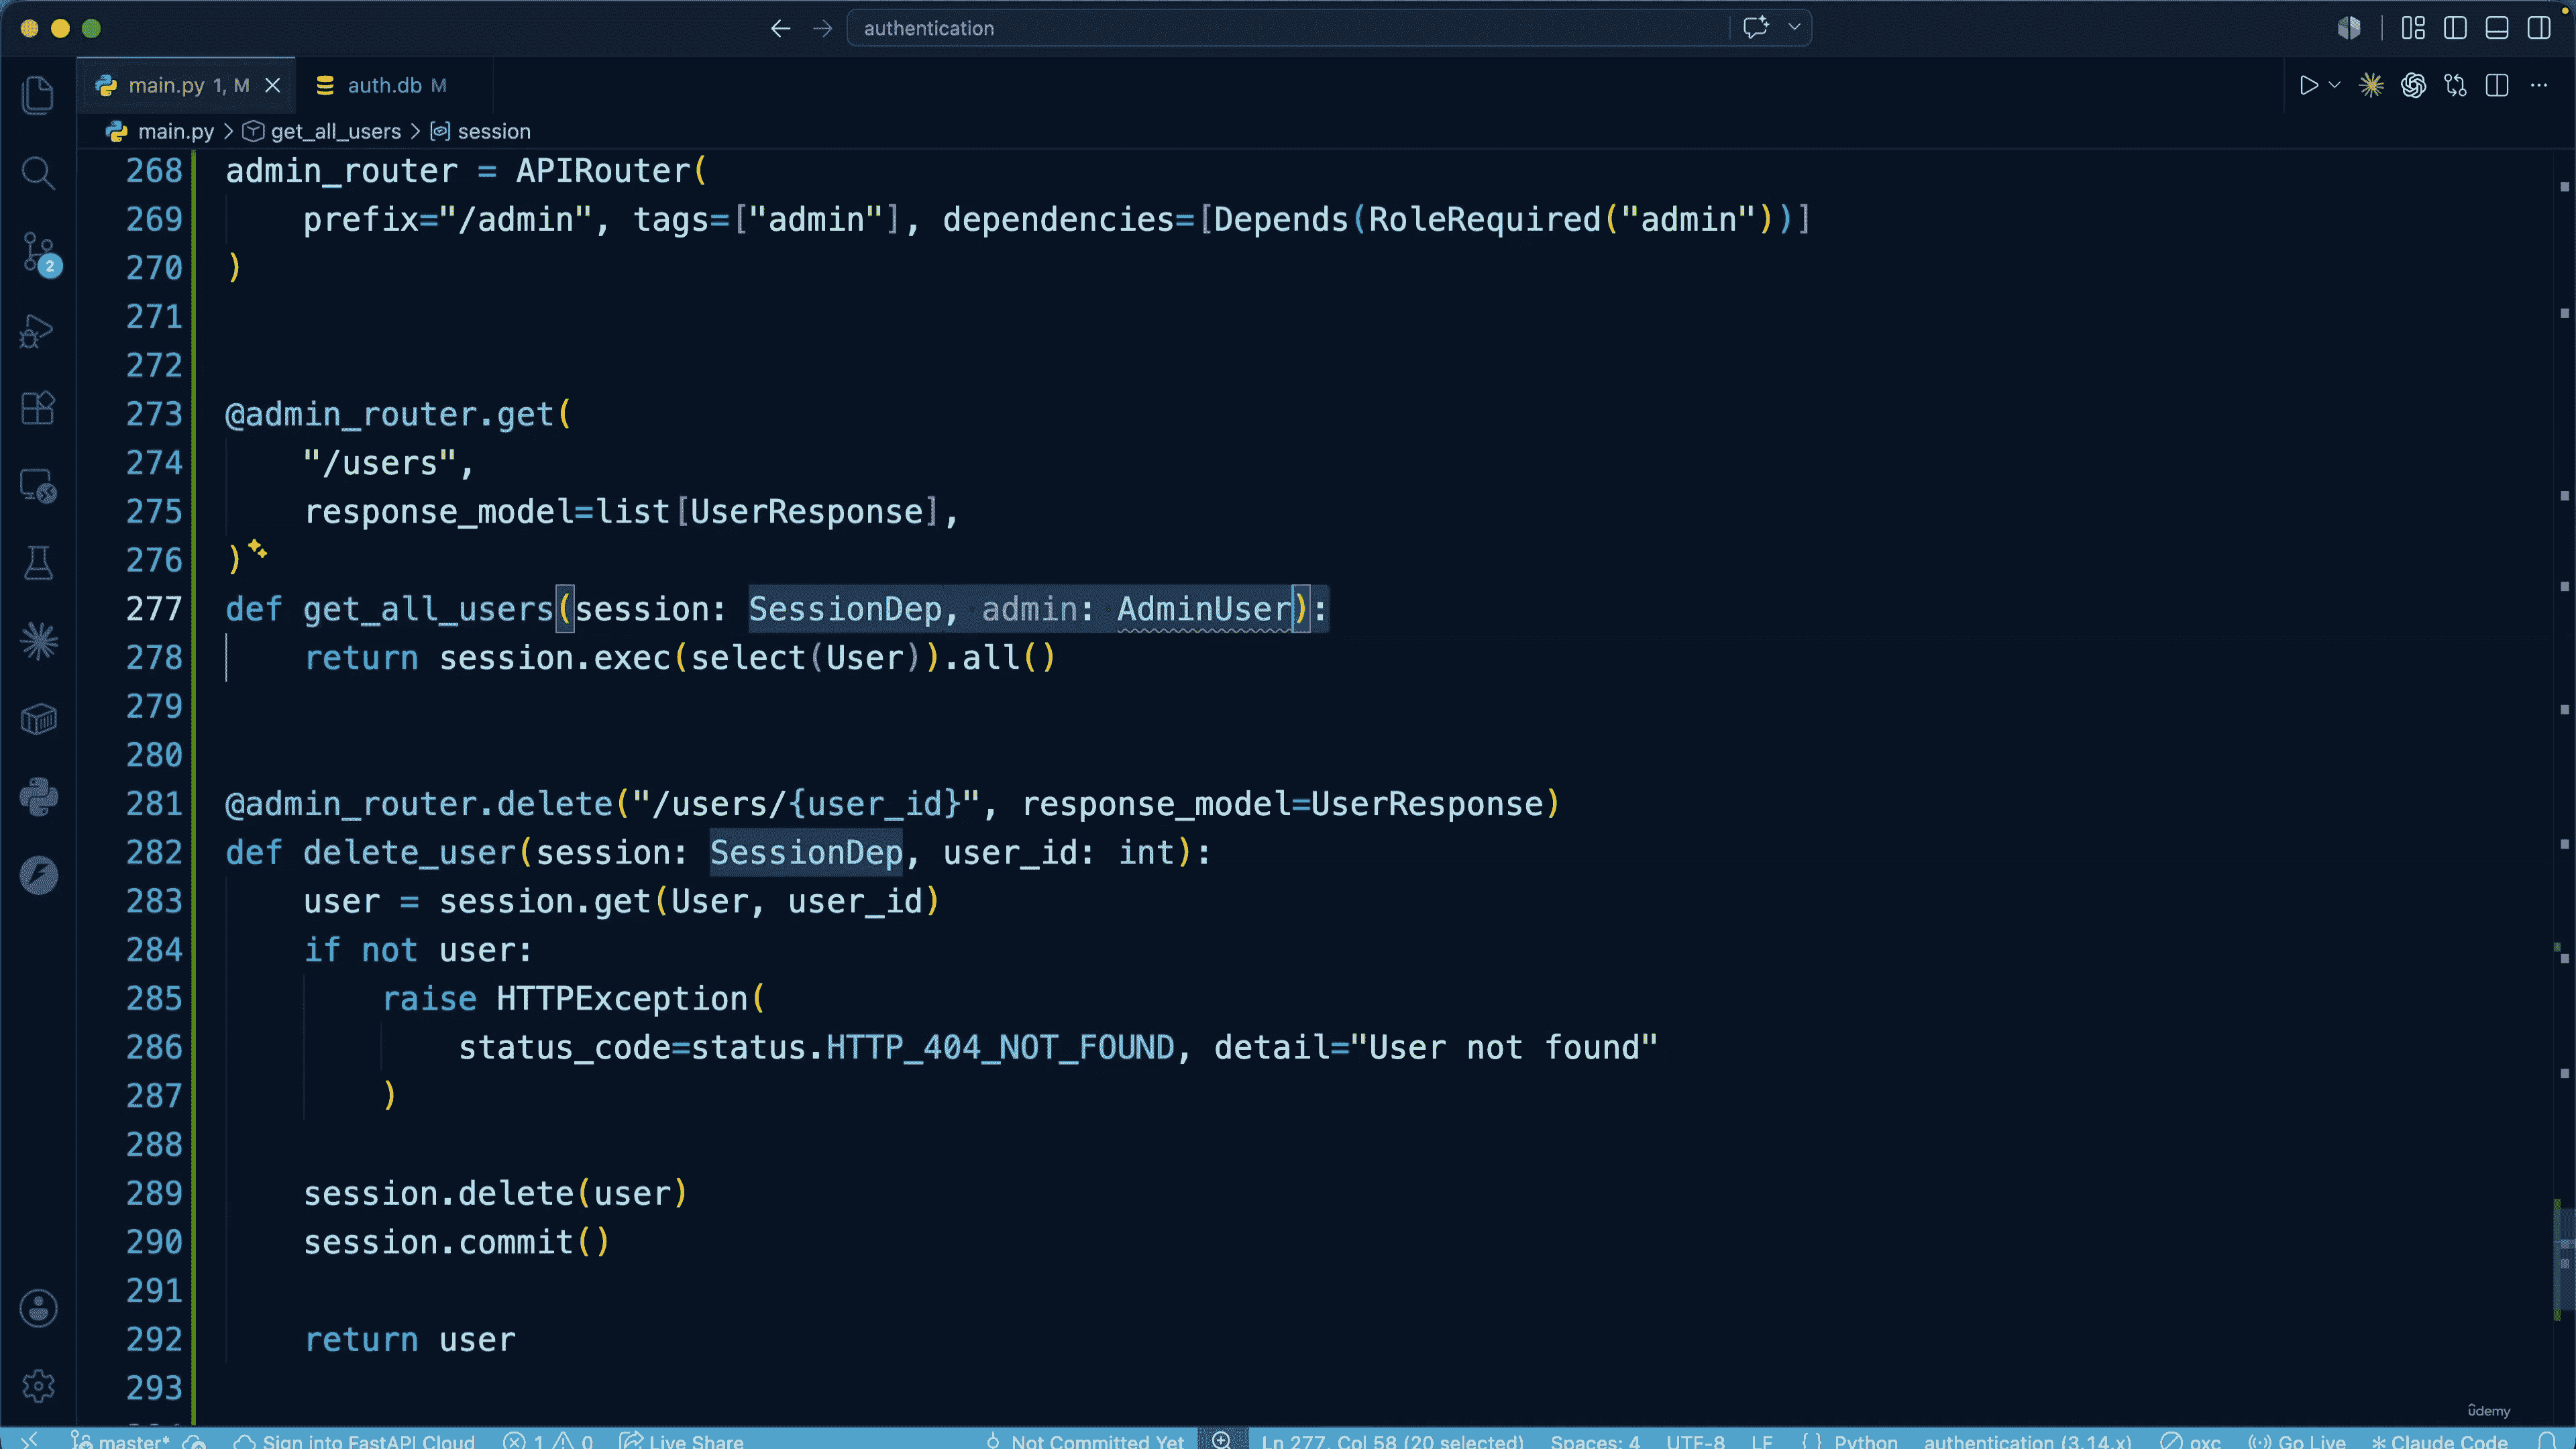 authentication
main.py 1, M
auth.db M
main.py > get_all_users > session
268 admin_router = APIRouter(
269     prefix="/admin", tags=["admin"], dependencies=[Depends(RoleRequired("admin"))]
270 )
271
272
273 @admin_router.get(
274     "/users",
275     response_model=list[UserResponse],
276 )
277 def get_all_users(session: SessionDep, admin: AdminUser):
278     return session.exec(select(User)).all()
279
280
281 @admin_router.delete("/users/{user_id}", response_model=UserResponse)
282 def delete_user(session: SessionDep, user_id: int):
283     user = session.get(User, user_id)
284     if not user:
285         raise HTTPException(
286             status_code=status.HTTP_404_NOT_FOUND, detail="User not found"
287         )
288
289     session.delete(user)
290     session.commit()
291
292     return user
293
2
udemy
master* Sign into FastAPI Cloud 1 0 Live Share Not Committed Yet Ln 277, Col 58 (20 selected) Spaces: 4 UTF-8 LF { } Python authentication (3.14.x) oxc Go Live Claude Code